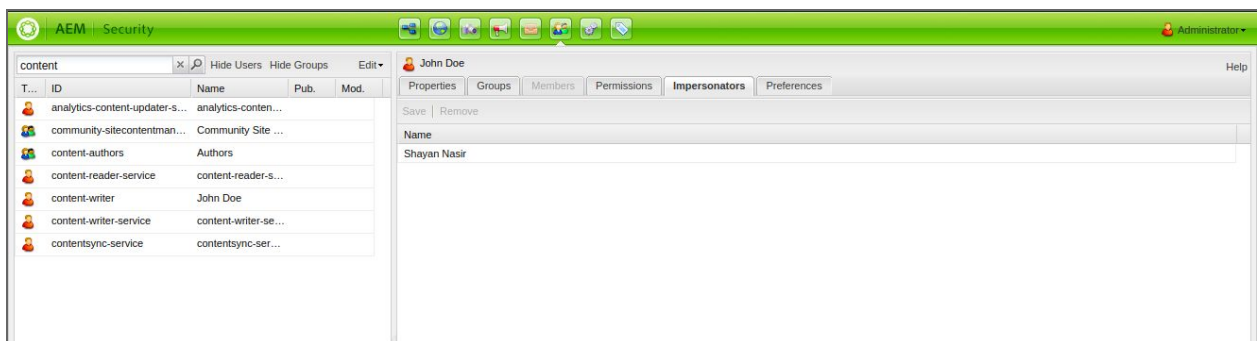 AEM Security
Administrator
content Hide Users Hide Groups Edit
T... ID Name Pub. Mod.
analytics-content-updater-s... analytics-conten...
community-sitecontentman... Community Site ...
content-authors Authors
content-reader-service content-reader-s...
content-writer John Doe
content-writer-service content-writer-se...
contentsync-service contentsync-ser...
John Doe
Help
Properties Groups Members Permissions Impersonators Preferences
Save Remove
Name
Shayan Nasir